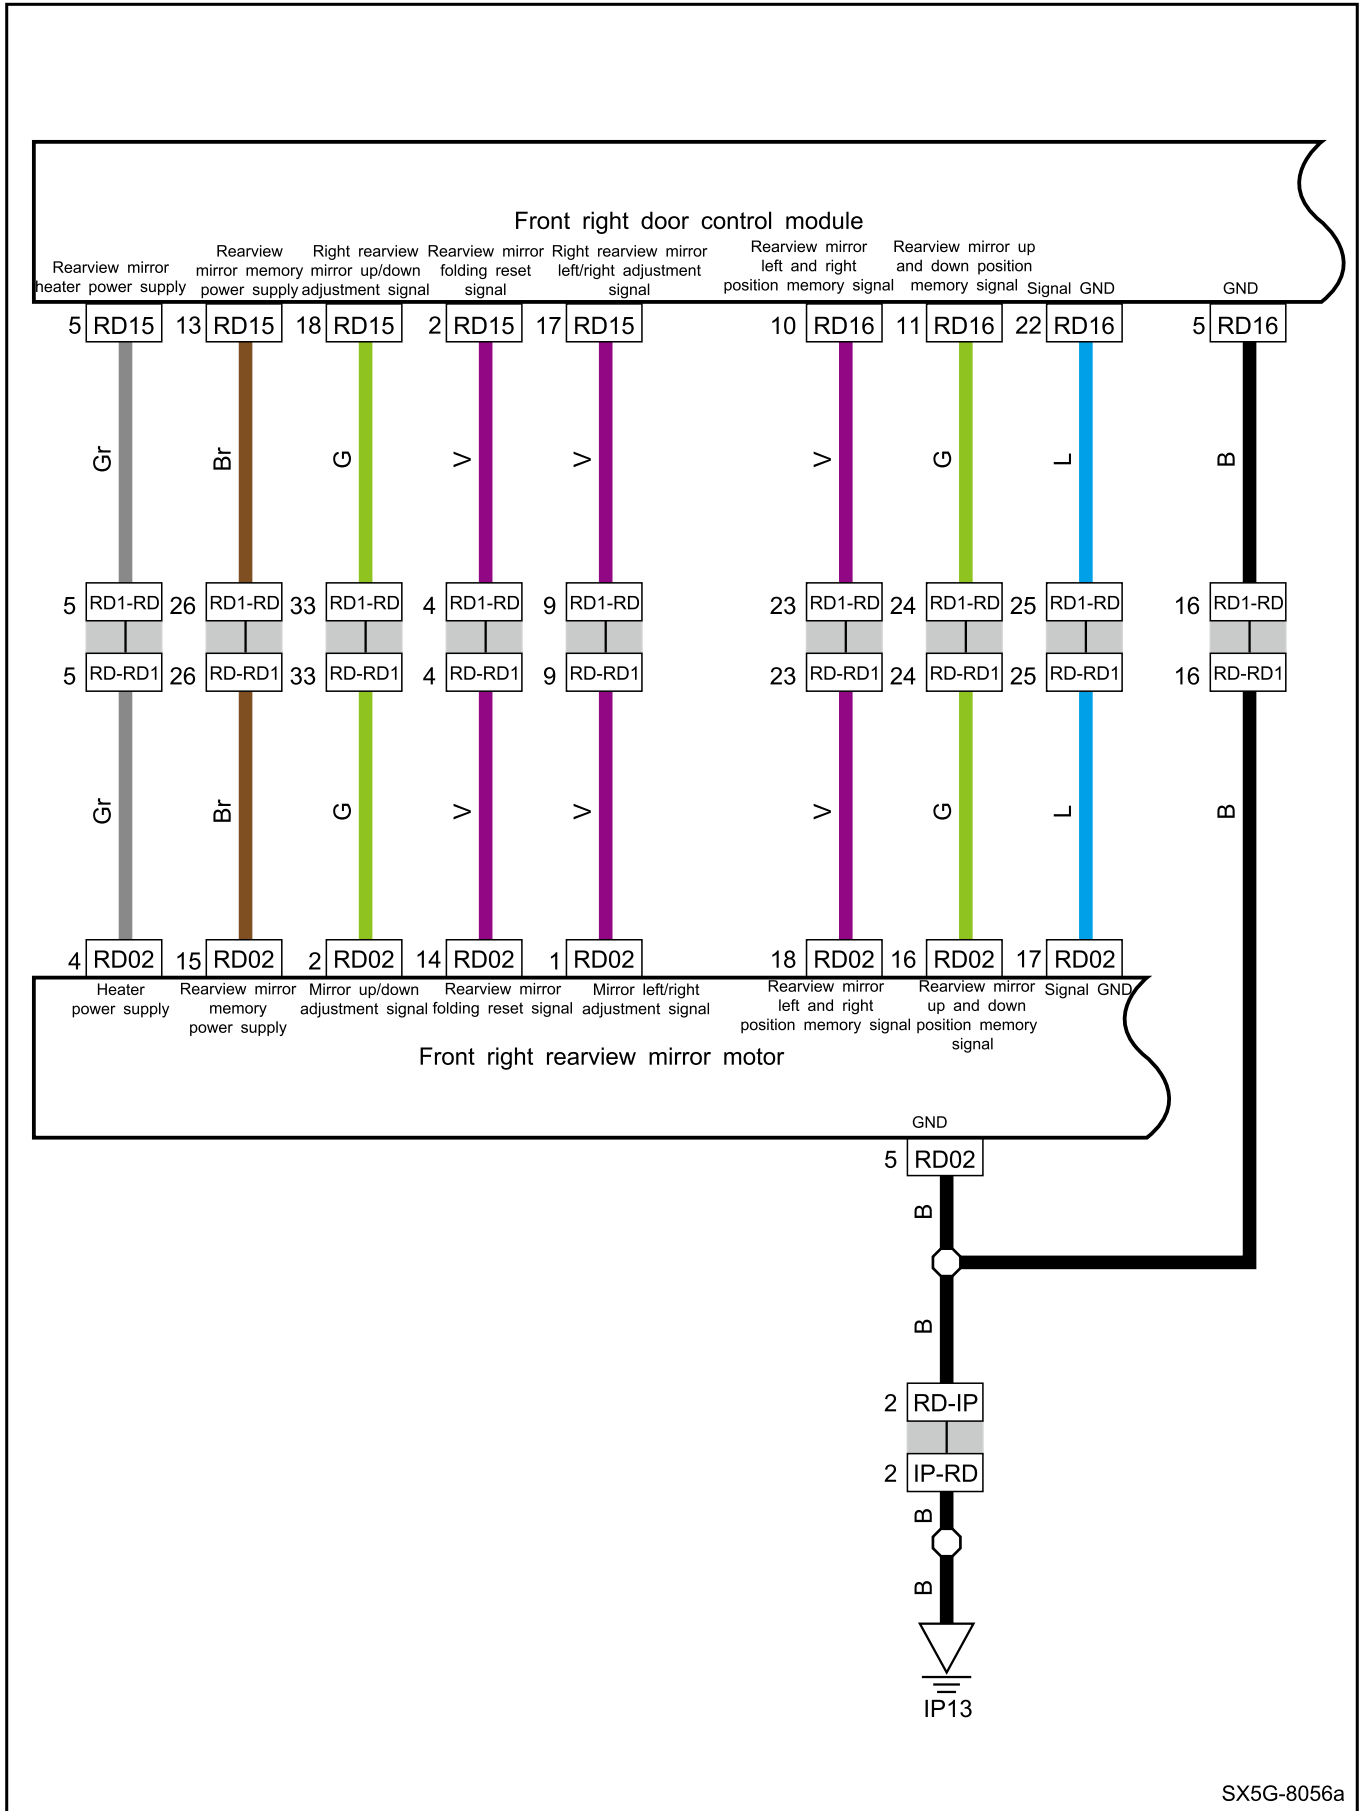 Front right door control module
Rearview mirror
heater power supply
Rearview
mirror memory
power supply
Right rearview
mirror up/down
adjustment signal
Rearview mirror
folding reset
signal
Right rearview mirror
left/right adjustment
signal
Rearview mirror
left and right
position memory signal
Rearview mirror up
and down position
memory signal
Signal GND
GND
5 RD15 13 RD15 18 RD15 2 RD15 17 RD15 10 RD16 11 RD16 22 RD16 5 RD16
Gr Br G V V V G L B
5 RD1-RD 26 RD1-RD 33 RD1-RD 4 RD1-RD 9 RD1-RD 23 RD1-RD 24 RD1-RD 25 RD1-RD 16 RD1-RD
5 RD-RD1 26 RD-RD1 33 RD-RD1 4 RD-RD1 9 RD-RD1 23 RD-RD1 24 RD-RD1 25 RD-RD1 16 RD-RD1
Gr Br G V V V G L B
4 RD02 15 RD02 2 RD02 14 RD02 1 RD02 18 RD02 16 RD02 17 RD02
Heater
power supply
Rearview mirror
memory
power supply
Mirror up/down
adjustment signal
Rearview mirror
folding reset signal
Mirror left/right
adjustment signal
Rearview mirror
left and right
position memory signal
Rearview mirror
up and down
position memory
signal
Signal GND
Front right rearview mirror motor
GND
5 RD02
B
B
2 RD-IP
2 IP-RD
B
B
IP13
SX5G-8056a